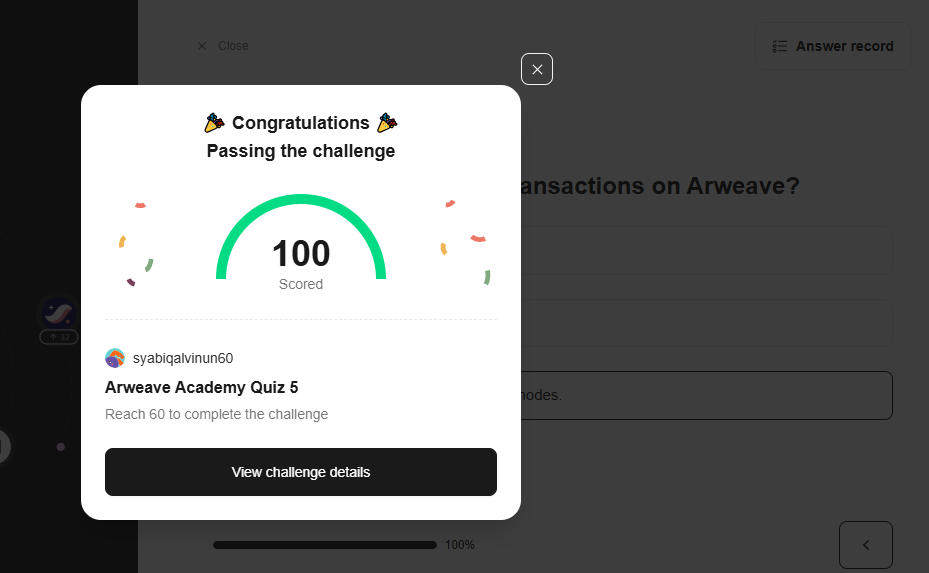 Close
Answer record
Congratulations
Passing the challenge
ansactions on Arweave?
100
Scored
12
syabiqalvinun60
Arweave Academy Quiz 5
Reach 60 to complete the challenge
nodes.
View challenge details
100%